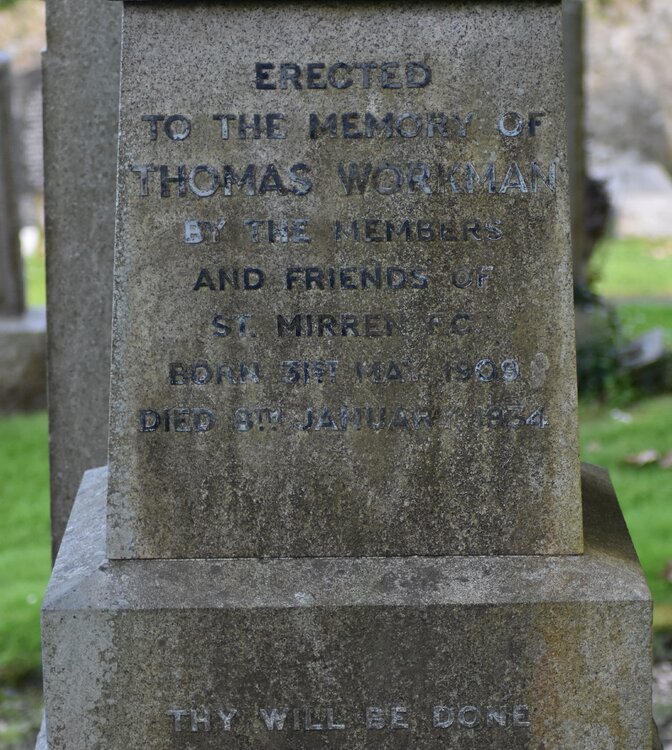 ERECTED
TO THE MEMORY OF
THOMAS WORKMAN
BY THE MEMBERS
AND FRIENDS OF
ST. MIRREN F.C.
BORN 31ST MAY 1909
DIED 8TH JANUARY 1934
THY WILL BE DONE